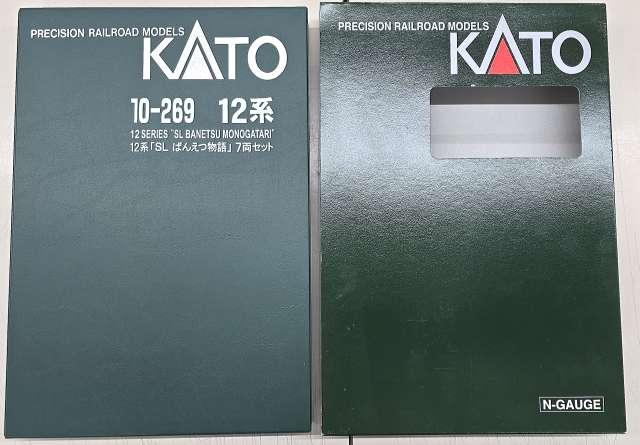 PRECISION RAILROAD MODELS
KATO
10-269 12系
12 SERIES "SL BANETSU MONOGATARI"
12系「SL ばんえつ物語」7両セット
PRECISION RAILROAD MODELS
KATO
N-GAUGE